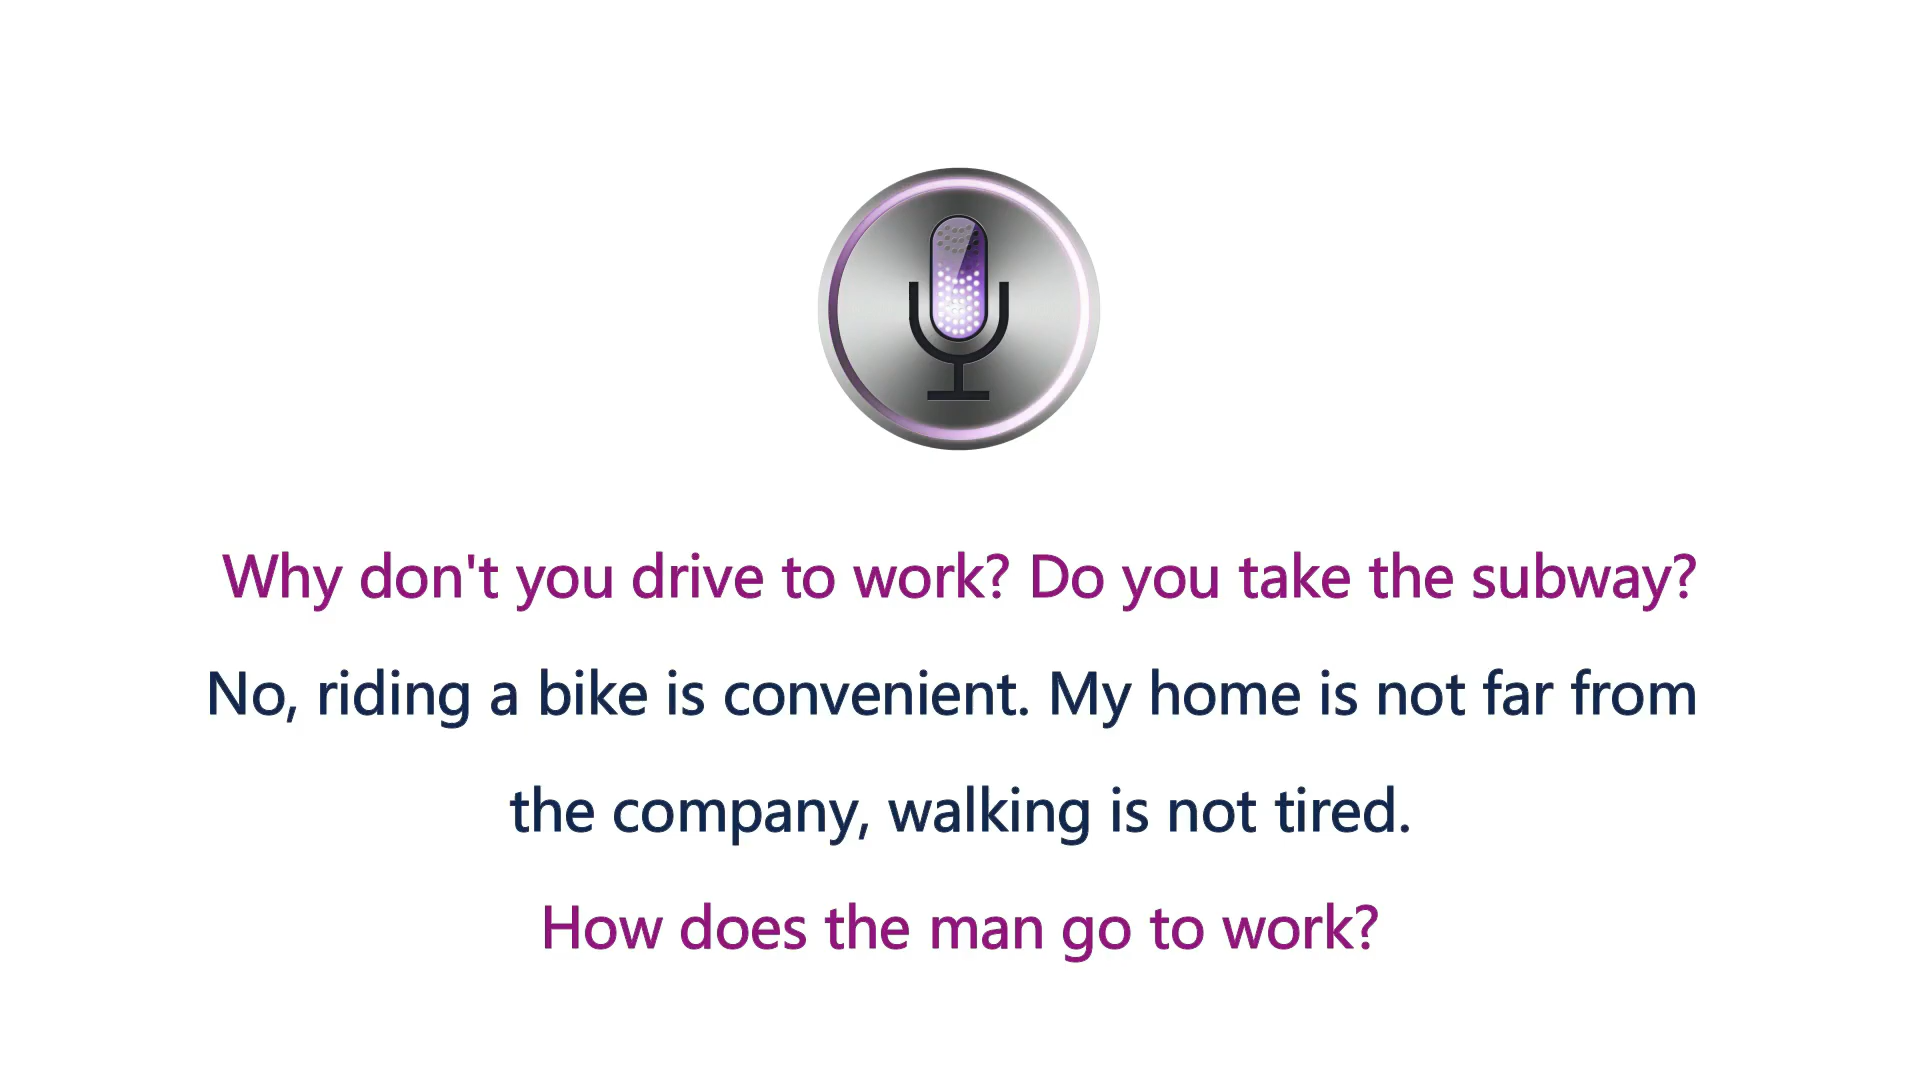 Why don't you drive to work? Do you take the subway?
No, riding a bike is convenient. My home is not far from
the company, walking is not tired.
How does the man go to work?